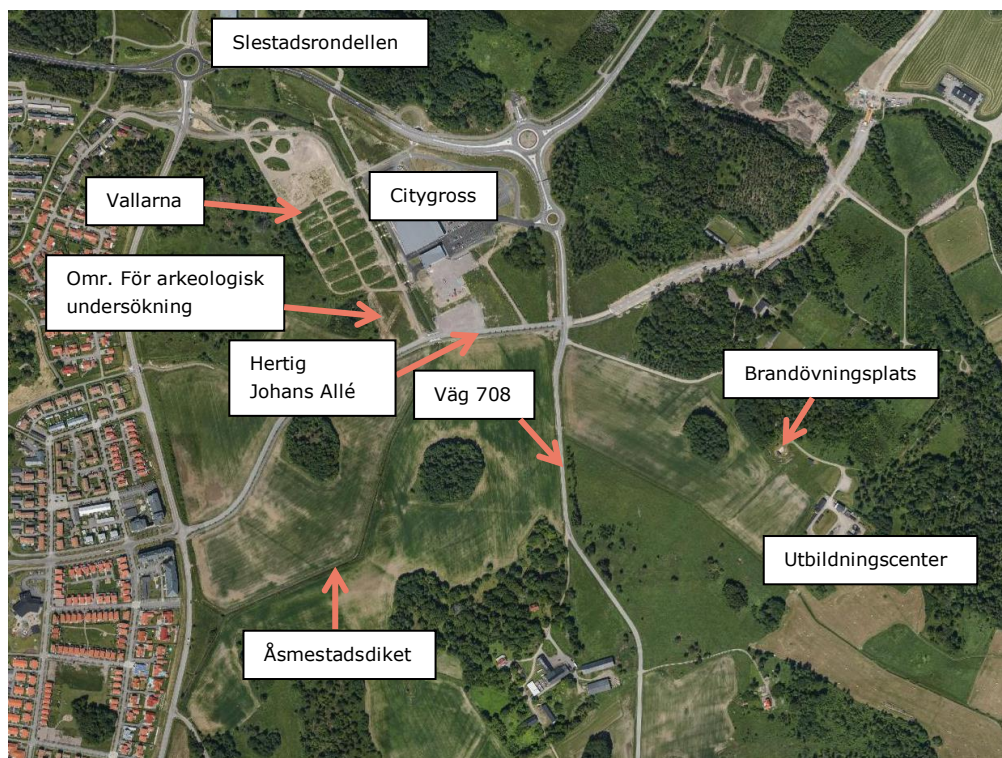 Slestadsrondellen
Vallarna
Citygross
Omr. För arkeologisk
undersökning
Hertig
Johans Allé
Väg 708
Brandövningsplats
Utbildningscenter
Åsmestadsdiket